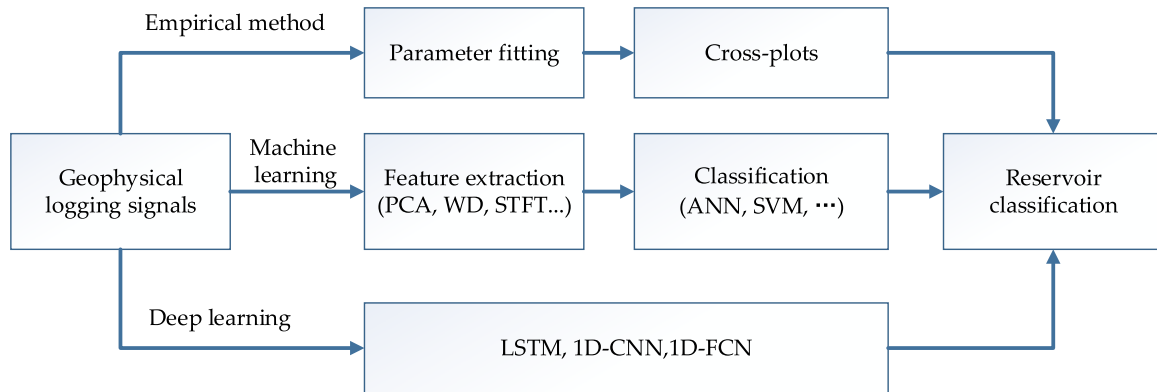 Empirical method
Parameter fitting
Cross-plots
Geophysical
logging signals
Machine
learning
Feature extraction
(PCA, WD, STFT...)
Classification
(ANN, SVM, ⋯)
Reservoir
classification
Deep learning
LSTM, 1D-CNN,1D-FCN